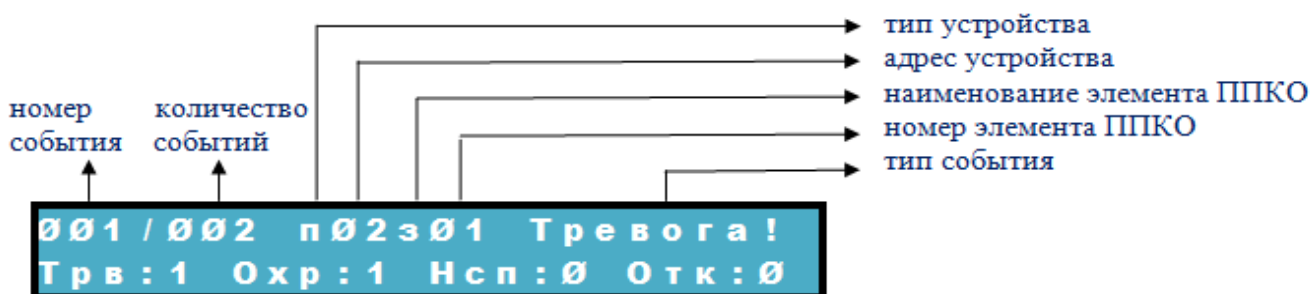 тип устройства
адрес устройства
наименование элемента ППКО
номер элемента ППКО
тип события
номер события
количество событий
ØØ1/ØØ2 пØ2зØ1 Тревога!
Трв:1 Охр:1 Нсп:Ø Отк:Ø